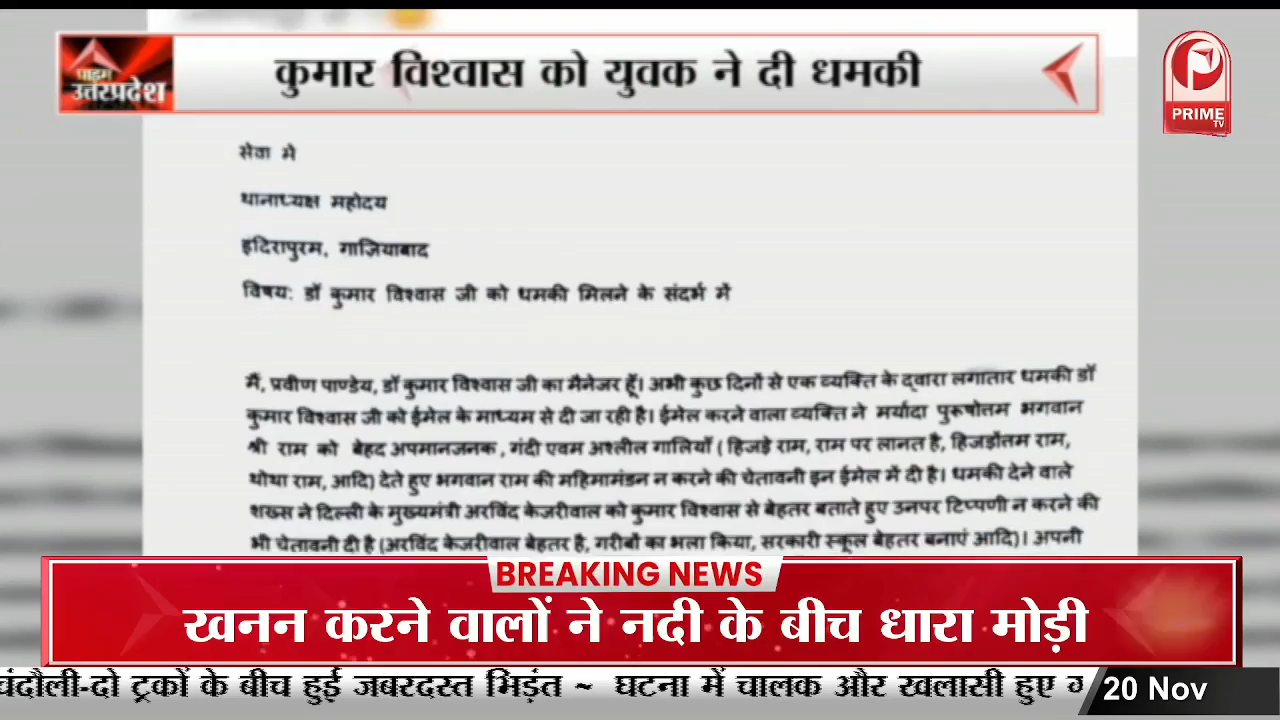 प्राइम
उत्तरप्रदेश
कुमार विश्वास को युवक ने दी धमकी
PRIME
TV
सेवा में
थानाध्यक्ष महोदय
इंदिरापुरम, गाज़ियाबाद
विषय: डॉ कुमार विश्वास जी को धमकी मिलने के संदर्भ में
मैं, प्रवीण पाण्डेय, डॉ कुमार विश्वास जी का मैनेजर हूँ। अभी कुछ दिनों से एक व्यक्ति के द्वारा लगातार धमकी डॉ
कुमार विश्वास जी को ईमेल के माध्यम से दी जा रही है। ईमेल करने वाला व्यक्ति ने मर्यादा पुरूषोतम भगवान
श्री राम को बेहद अपमानजनक , गंदी एवम अश्लील गालियाँ ( हिजड़े राम, राम पर लानत है, हिजड़ोंतम राम,
थोथा राम, आदि) देते हुए भगवान राम की महिमामंडन न करने की चेतावनी इन ईमेल में दी है। धमकी देने वाले
शख्स ने दिल्ली के मुख्यमंत्री अरविंद केजरीवाल को कुमार विश्वास से बेहतर बताते हुए उनपर टिप्पणी न करने की
भी चेतावनी दी है (अरविंद केजरीवाल बेहतर है, गरीबों का भला किया, सरकारी स्कूल बेहतर बनाएं आदि)। अपनी
BREAKING NEWS
खनन करने वालों ने नदी के बीच धारा मोड़ी
चंदौली-दो ट्रकों के बीच हुई जबरदस्त भिड़ंत ~ घटना में चालक और खलासी हुए
20 Nov